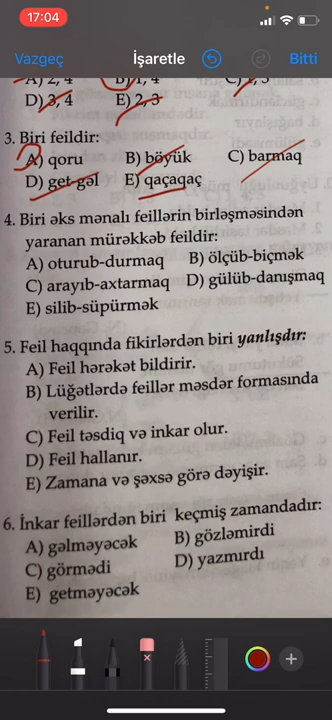 17:04
Vazgeç İşaretle Bitti
A) 2, 4
D) 3, 4 E) 2, 3
3. Biri feildir:
A) qoru B) böyük C) barmaq
D) get-gəl E) qaçaqaç
4. Biri əks mənalı feillərin birləşməsindən
yaranan mürəkkəb feildir:
A) oturub-durmaq B) ölçüb-biçmək
C) arayıb-axtarmaq D) gülüb-danışmaq
E) silib-süpürmək
5. Feil haqqında fikirlərdən biri yanlışdır:
A) Feil hərəkət bildirir.
B) Lüğətlərdə feillər məsdər formasında
verilir.
C) Feil təsdiq və inkar olur.
D) Feil hallanır.
E) Zamana və şəxsə görə dəyişir.
6. İnkar feillərdən biri keçmiş zamandadır:
A) gəlməyəcək B) gözləmirdi
C) görmədi D) yazmırdı
E) getməyəcək